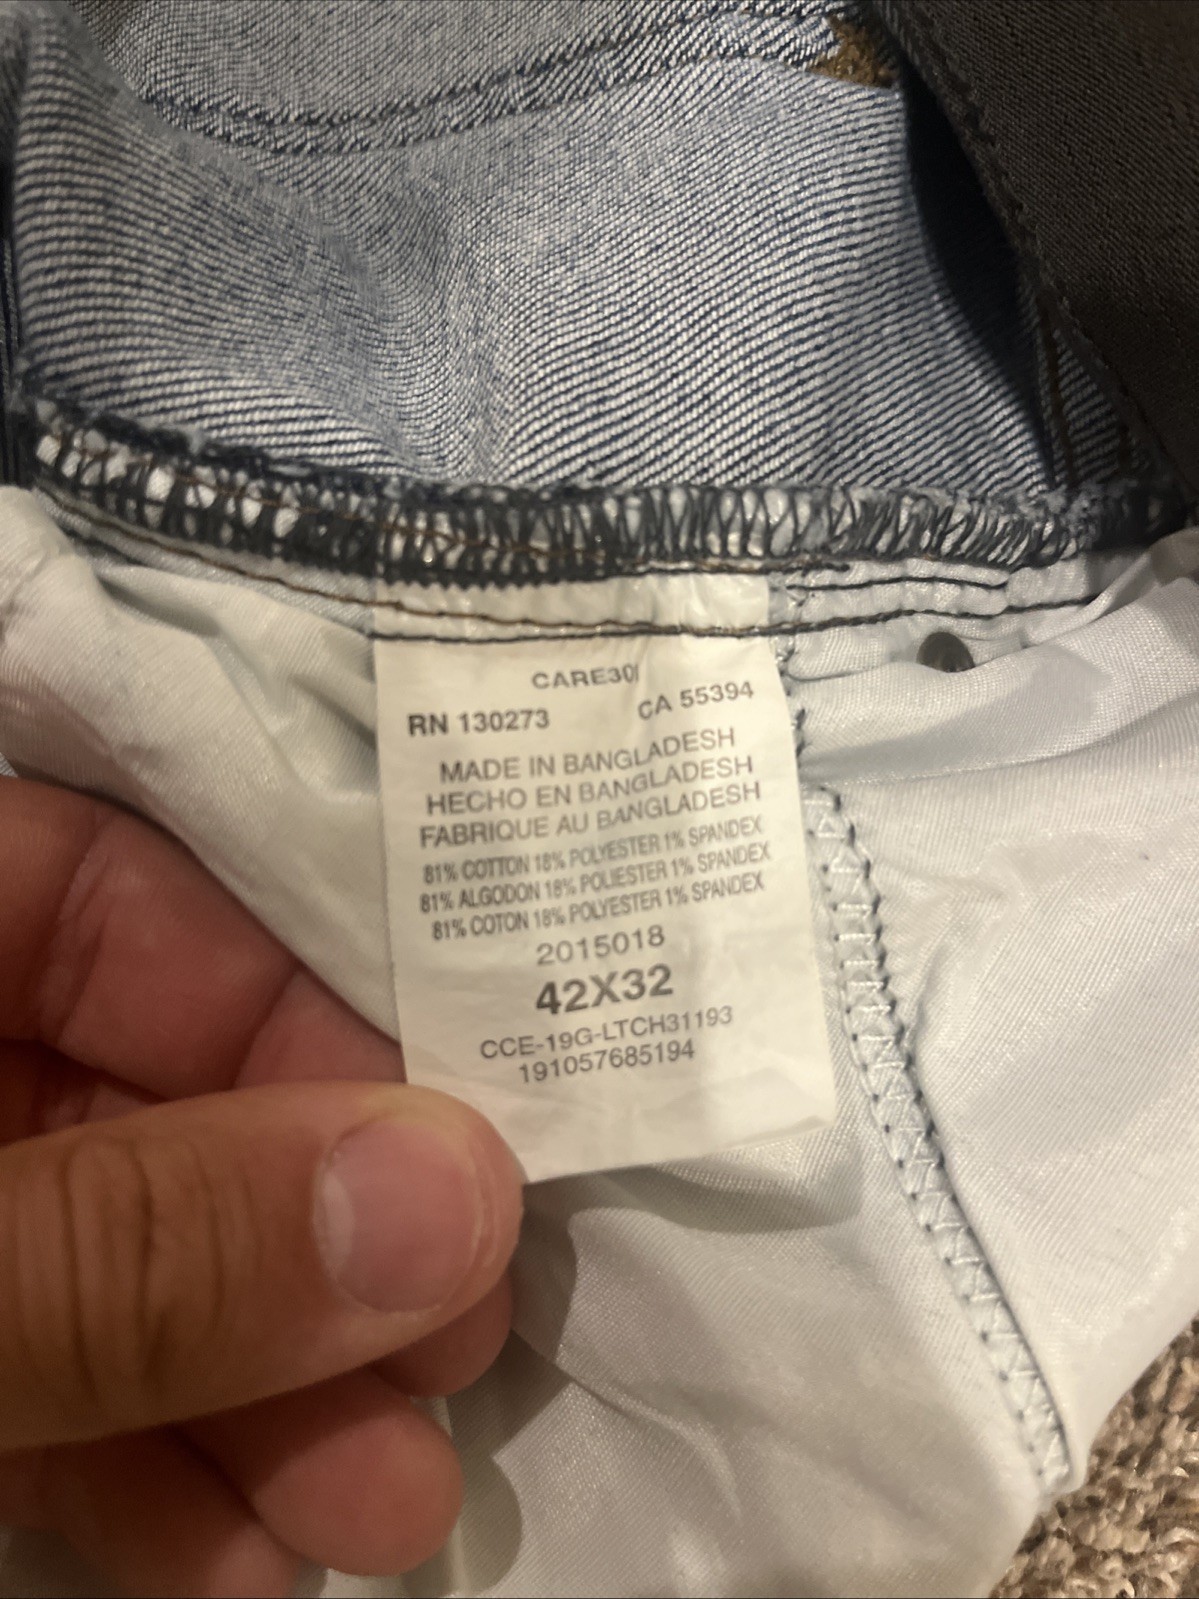 CARE30
RN 130273 CA 55394
MADE IN BANGLADESH
HECHO EN BANGLADESH
FABRIQUE AU BANGLADESH
81% COTTON 18% POLYESTER 1% SPANDEX
81% ALGODON 18% POLIESTER 1% SPANDEX
81% COTON 18% POLYESTER 1% SPANDEX
2015018
42X32
CCE-19G-LTCH31193
191057685194